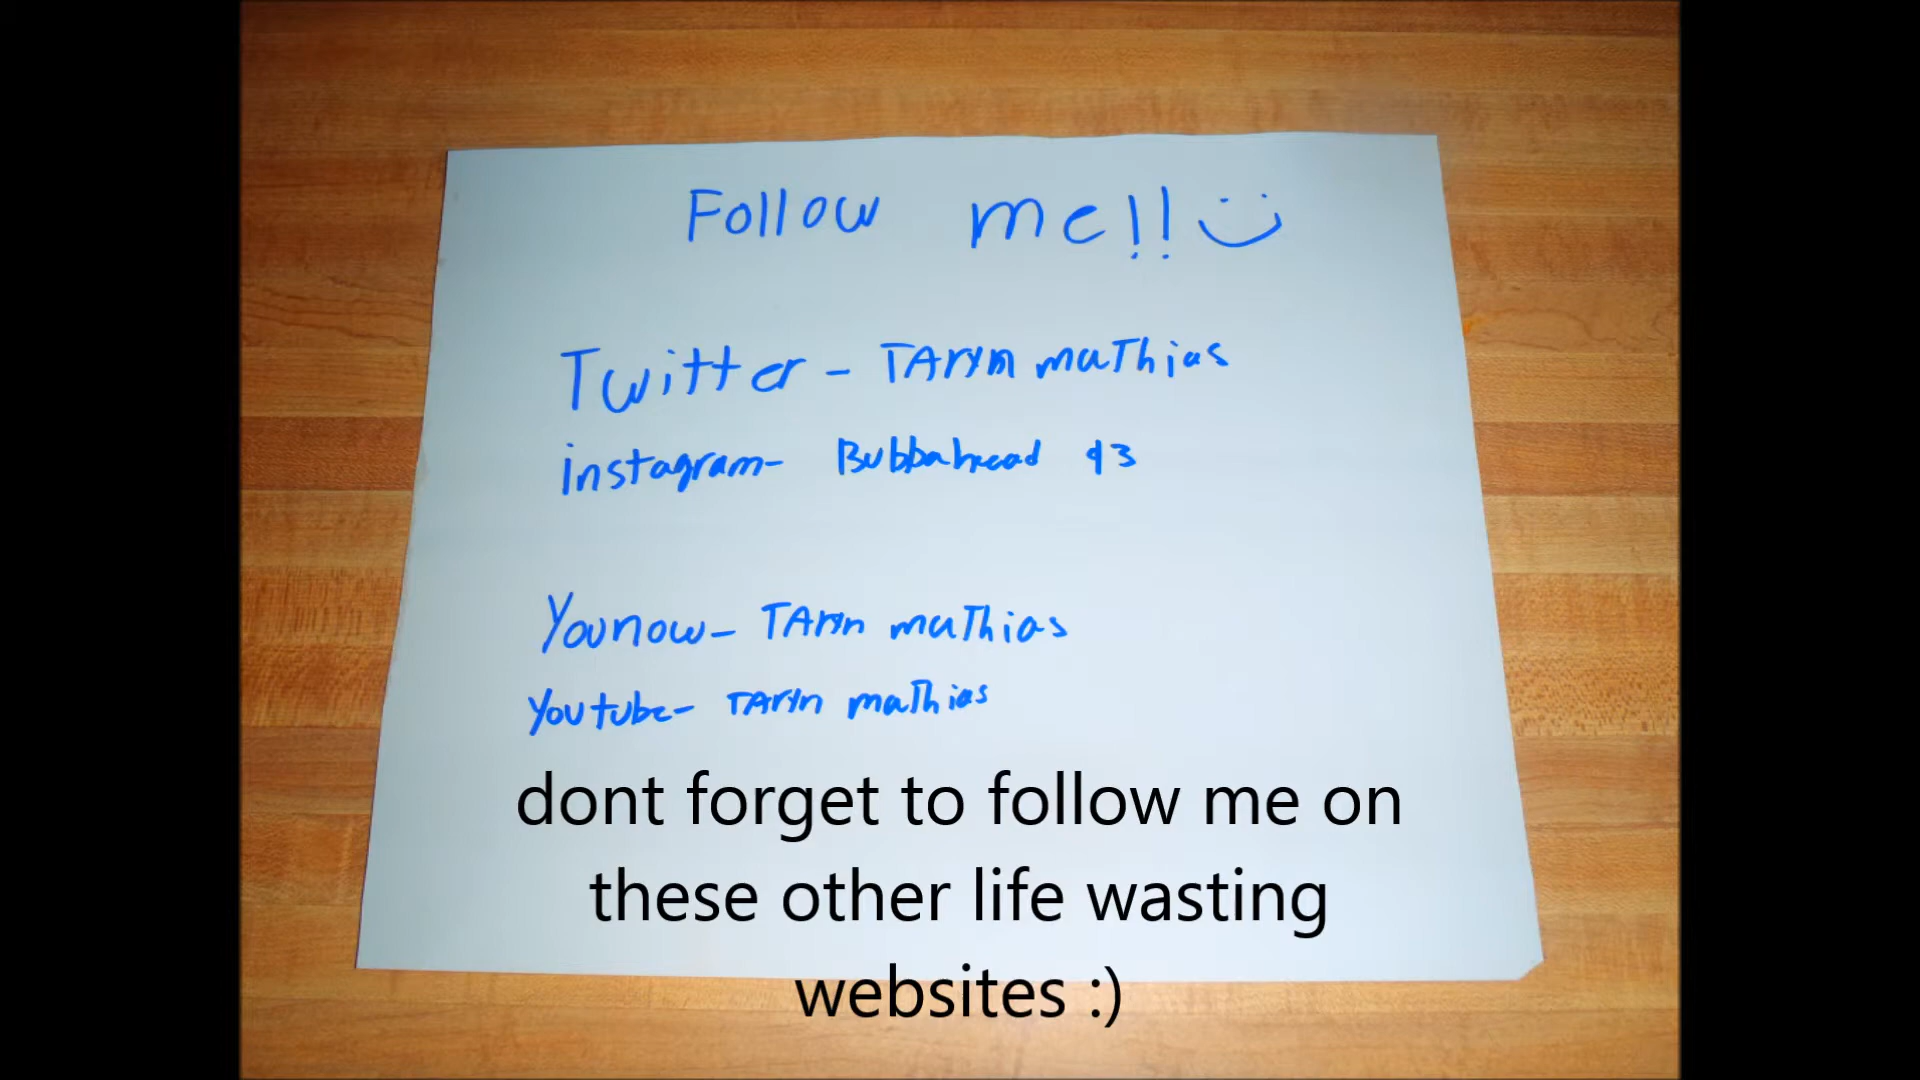 Follow me!! :)
Twitter - TAryn maThias
instagram- Bubbahead 93
Younow- TAryn maThias
Youtube- TAryn maThias
dont forget to follow me on
these other life wasting
websites :)